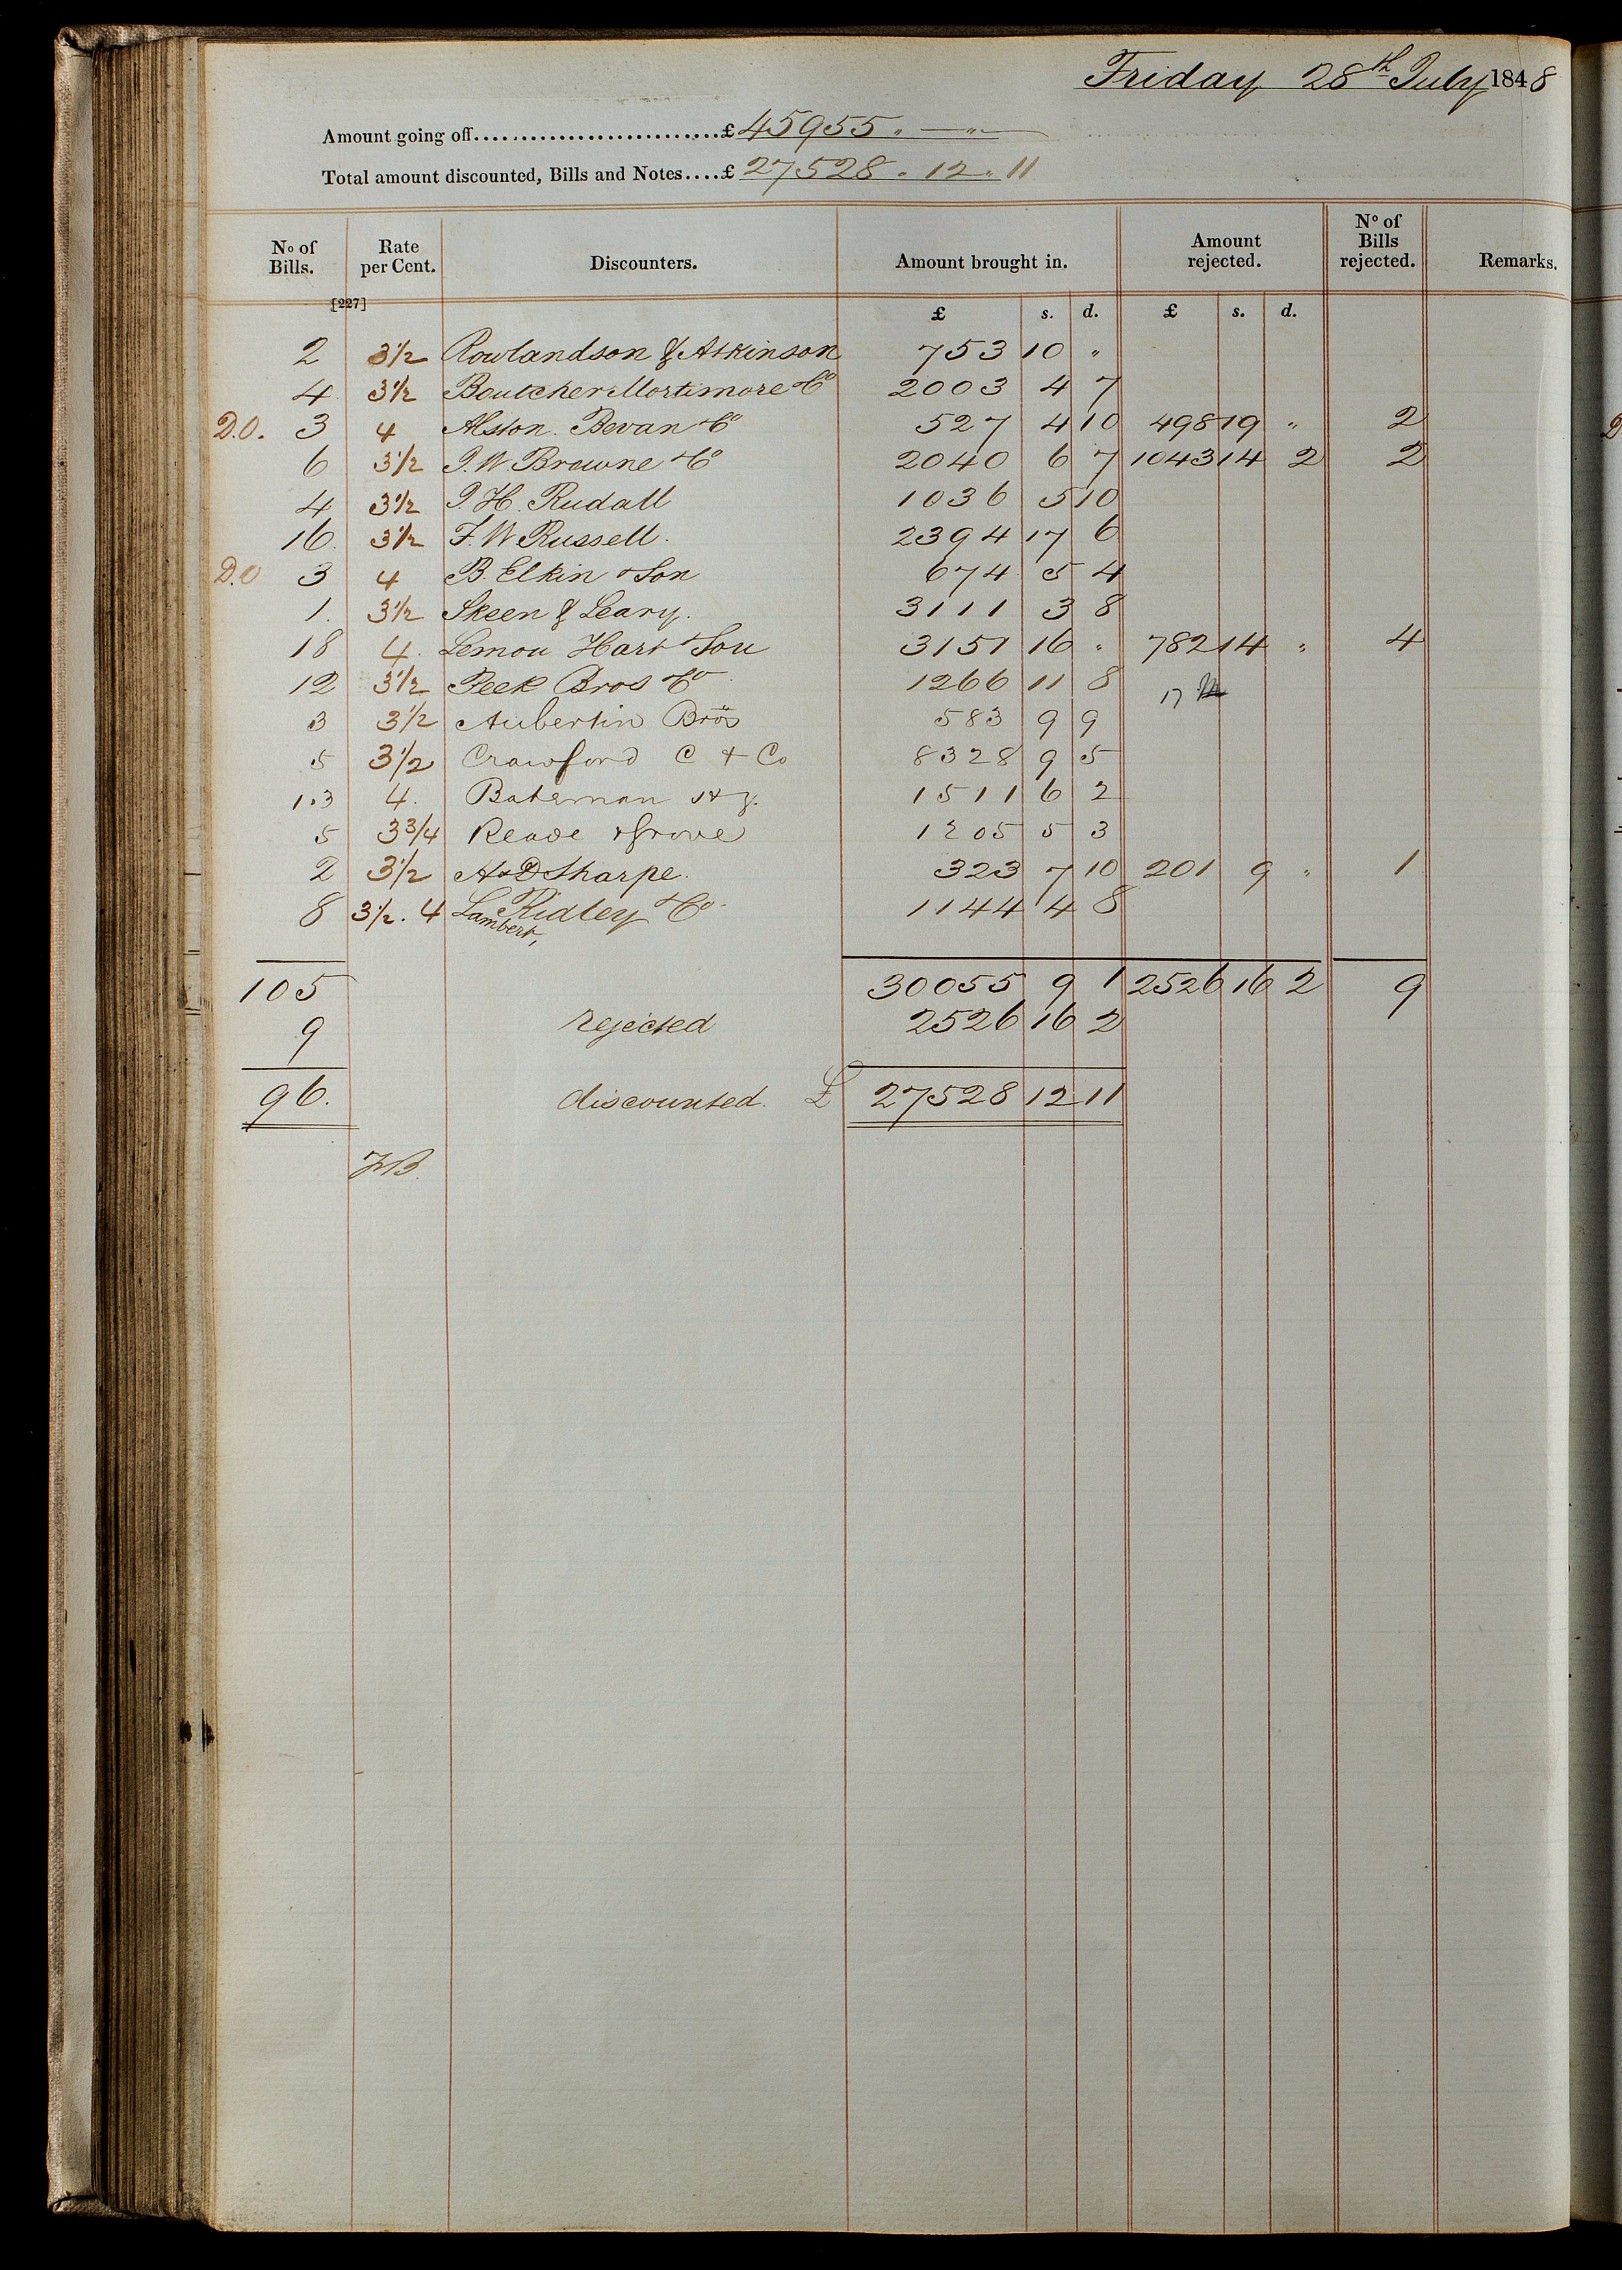 Friday 28th July 1848
Amount going off..........................£ 45955 " — " —
Total amount discounted, Bills and Notes....£ 27528 . 12 . 11
No of Bills. Rate per Cent. Discounters. Amount brought in. Amount rejected. No of Bills rejected. Remarks.
[227]
£ s. d. £ s. d.
2 3½ Rowlandson & Atkinson 753 10 "
4 3½ Boutcher Mortimore & Co 2003 4 7
D.O. 3 4 Alston Bevan & Co 527 4 10 498 19 " 2
6 3½ J. W Browne & Co 2040 6 7 1043 14 2 2
4 3½ J. H. Rudall 1036 5 10
16 3½ F. W Russell. 2394 17 6
D.O 3 4 B. Elkin & Son 674 5 4
1. 3½ Skeen & Leary. 3111 3 8
18 4. Lemon Hart & Son 3151 16 " 782 14 " 4
12 3½ Peek Bros & Co 1266 11 8
17
3 3½ Aubertin Bros 583 9 9
5 3½ Crawford C & Co 8328 9 5
13 4. Bateman 1511 6 2
5 3¾ Reade & Grove 1205 5 3
2 3½ A & D Sharpe. 323 7 10 201 9 " 1
8 3½. 4 Lambert, Ridley & Co. 1144 4 8
105 30055 9 1 2526 16 2 9
9 rejected 2526 16 2
96. discounted. £ 27528 12 11